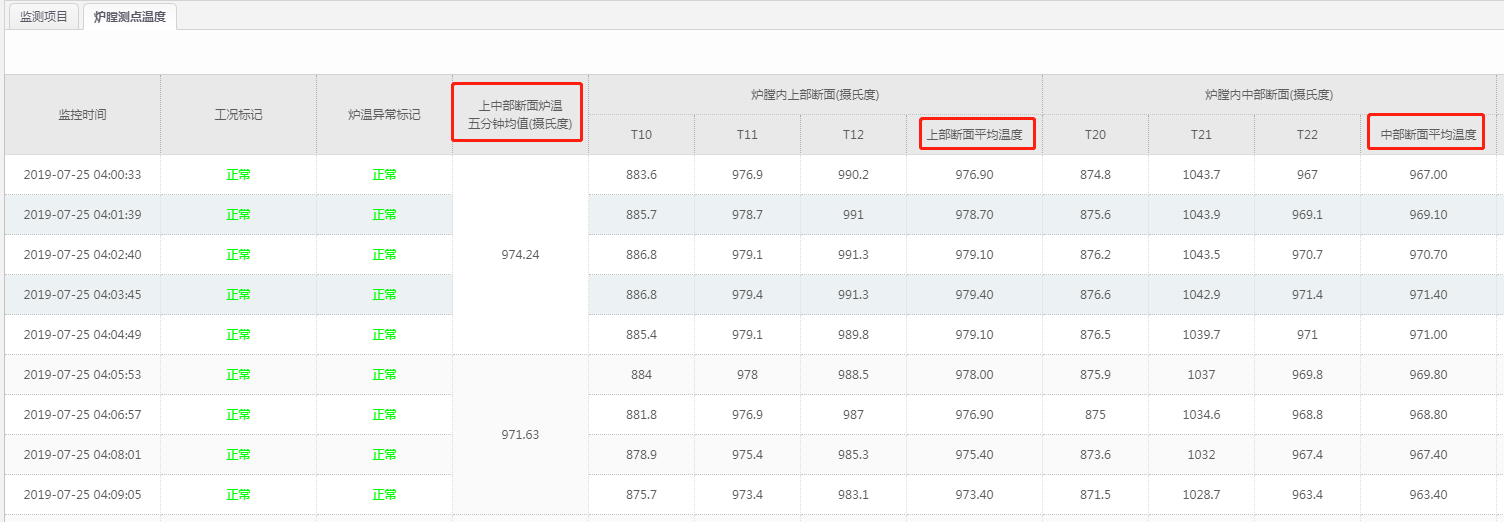 监测项目 炉膛测点温度
监控时间 工况标记 炉温异常标记 上中部断面炉温 五分钟均值(摄氏度) 炉膛内上部断面(摄氏度) 炉膛内中部断面(摄氏度)
T10 T11 T12 上部断面平均温度 T20 T21 T22 中部断面平均温度
2019-07-25 04:00:33 正常 正常 883.6 976.9 990.2 976.90 874.8 1043.7 967 967.00
2019-07-25 04:01:39 正常 正常 885.7 978.7 991 978.70 875.6 1043.9 969.1 969.10
2019-07-25 04:02:40 正常 正常 974.24 886.8 979.1 991.3 979.10 876.2 1043.5 970.7 970.70
2019-07-25 04:03:45 正常 正常 886.8 979.4 991.3 979.40 876.6 1042.9 971.4 971.40
2019-07-25 04:04:49 正常 正常 885.4 979.1 989.8 979.10 876.5 1039.7 971 971.00
2019-07-25 04:05:53 正常 正常 884 978 988.5 978.00 875.9 1037 969.8 969.80
2019-07-25 04:06:57 正常 正常 971.63 881.8 976.9 987 976.90 875 1034.6 968.8 968.80
2019-07-25 04:08:01 正常 正常 878.9 975.4 985.3 975.40 873.6 1032 967.4 967.40
2019-07-25 04:09:05 正常 正常 875.7 973.4 983.1 973.40 871.5 1028.7 963.4 963.40